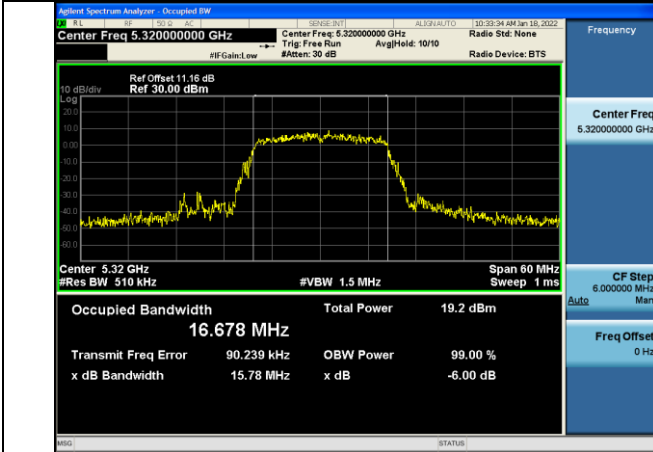 Agilent Spectrum Analyzer - Occupied BW
RL RF 50 Ω AC SENSE:INT ALIGNAUTO 10:33:34 AM Jan 18, 2022
Center Freq 5.320000000 GHz
Center Freq: 5.320000000 GHz Radio Std: None
Trig: Free Run Avg|Hold: 10/10
#IFGain:Low #Atten: 30 dB Radio Device: BTS
Ref Offset 11.16 dB
10 dB/div Ref 30.00 dBm
Log
20.0
10.0
0.00
-10.0
-20.0
-30.0
-40.0
-50.0
-60.0
Center 5.32 GHz Span 60 MHz
#Res BW 510 kHz #VBW 1.5 MHz Sweep 1 ms
Occupied Bandwidth Total Power 19.2 dBm
16.678 MHz
Transmit Freq Error 90.239 kHz OBW Power 99.00 %
x dB Bandwidth 15.78 MHz x dB -6.00 dB
MSG STATUS
Frequency
Center Freq
5.320000000 GHz
CF Step
6.000000 MHz
Auto Man
Freq Offset
0 Hz